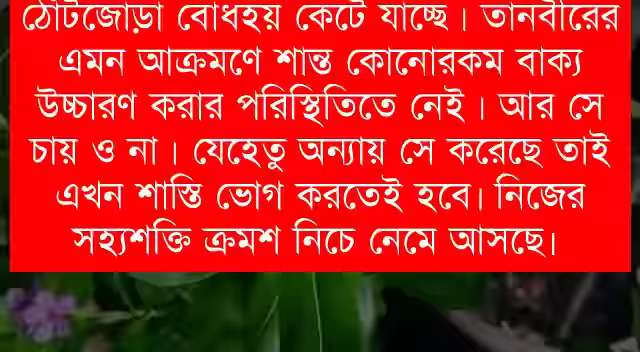 ঠোঁটজোড়া বোধহয় কেটে যাচ্ছে। তানবীরের
এমন আক্রমণে শান্ত কোনোরকম বাক্য
উচ্চারণ করার পরিস্থিতিতে নেই। আর সে
চায় ও না। যেহেতু অন্যায় সে করেছে তাই
এখন শাস্তি ভোগ করতেই হবে। নিজের
সহ্যশক্তি ক্রমশ নিচে নেমে আসছে।